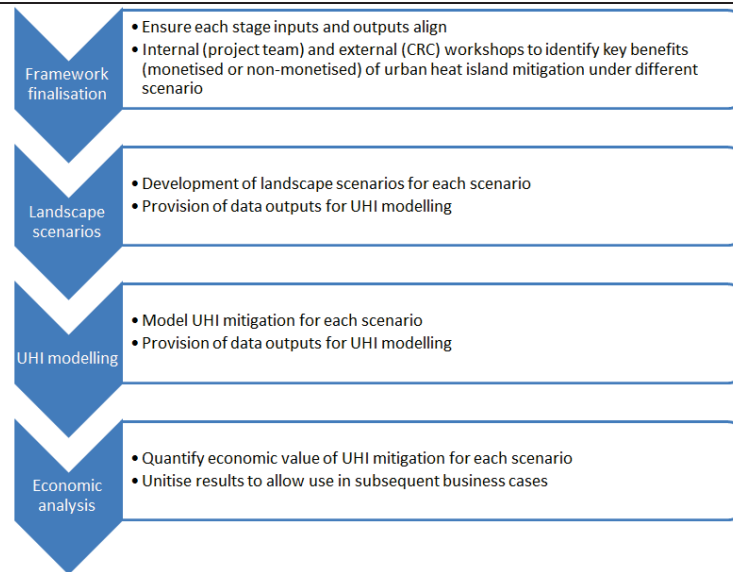 Framework
finalisation
• Ensure each stage inputs and outputs align
• Internal (project team) and external (CRC) workshops to identify key benefits
(monetised or non-monetised) of urban heat island mitigation under different
scenario
Landscape
scenarios
• Development of landscape scenarios for each scenario
• Provision of data outputs for UHI modelling
UHI modelling
• Model UHI mitigation for each scenario
• Provision of data outputs for UHI modelling
Economic
analysis
• Quantify economic value of UHI mitigation for each scenario
• Unitise results to allow use in subsequent business cases